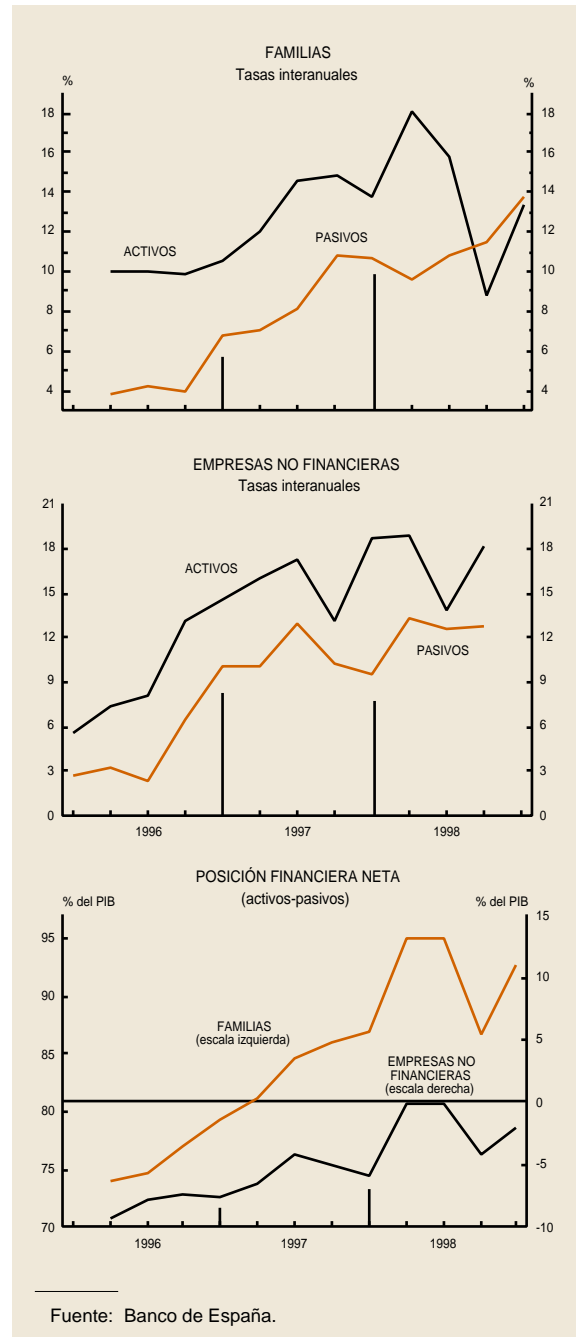 FAMILIAS
Tasas interanuales
% %
18 18
16 16
14 14
12 12
ACTIVOS PASIVOS
10 10
8 8
6 6
4 4
EMPRESAS NO FINANCIERAS
Tasas interanuales
21 21
18 18
ACTIVOS
15 15
12 12
PASIVOS
9 9
6 6
3 3
0 0
1996 1997 1998
POSICIÓN FINANCIERA NETA
(activos-pasivos)
% del PIB % del PIB
15
95
10
90
FAMILIAS
(escala izquierda)
5
85
EMPRESAS NO
FINANCIERAS
(escala derecha)
0
80
-5
75
70 -10
1996 1997 1998
Fuente: Banco de España.